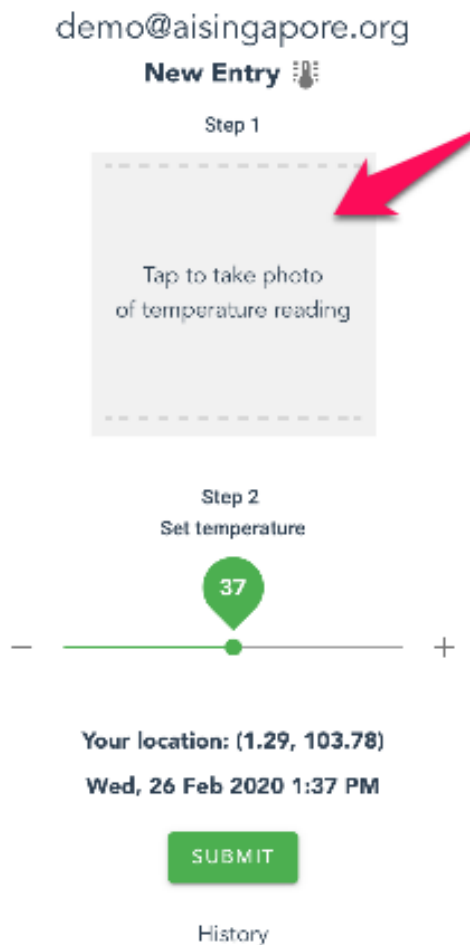 demo@aisingapore.org
New Entry
Step 1
Tap to take photo
of temperature reading
Step 2
Set temperature
37
− +
Your location: (1.29, 103.78)
Wed, 26 Feb 2020 1:37 PM
SUBMIT
History